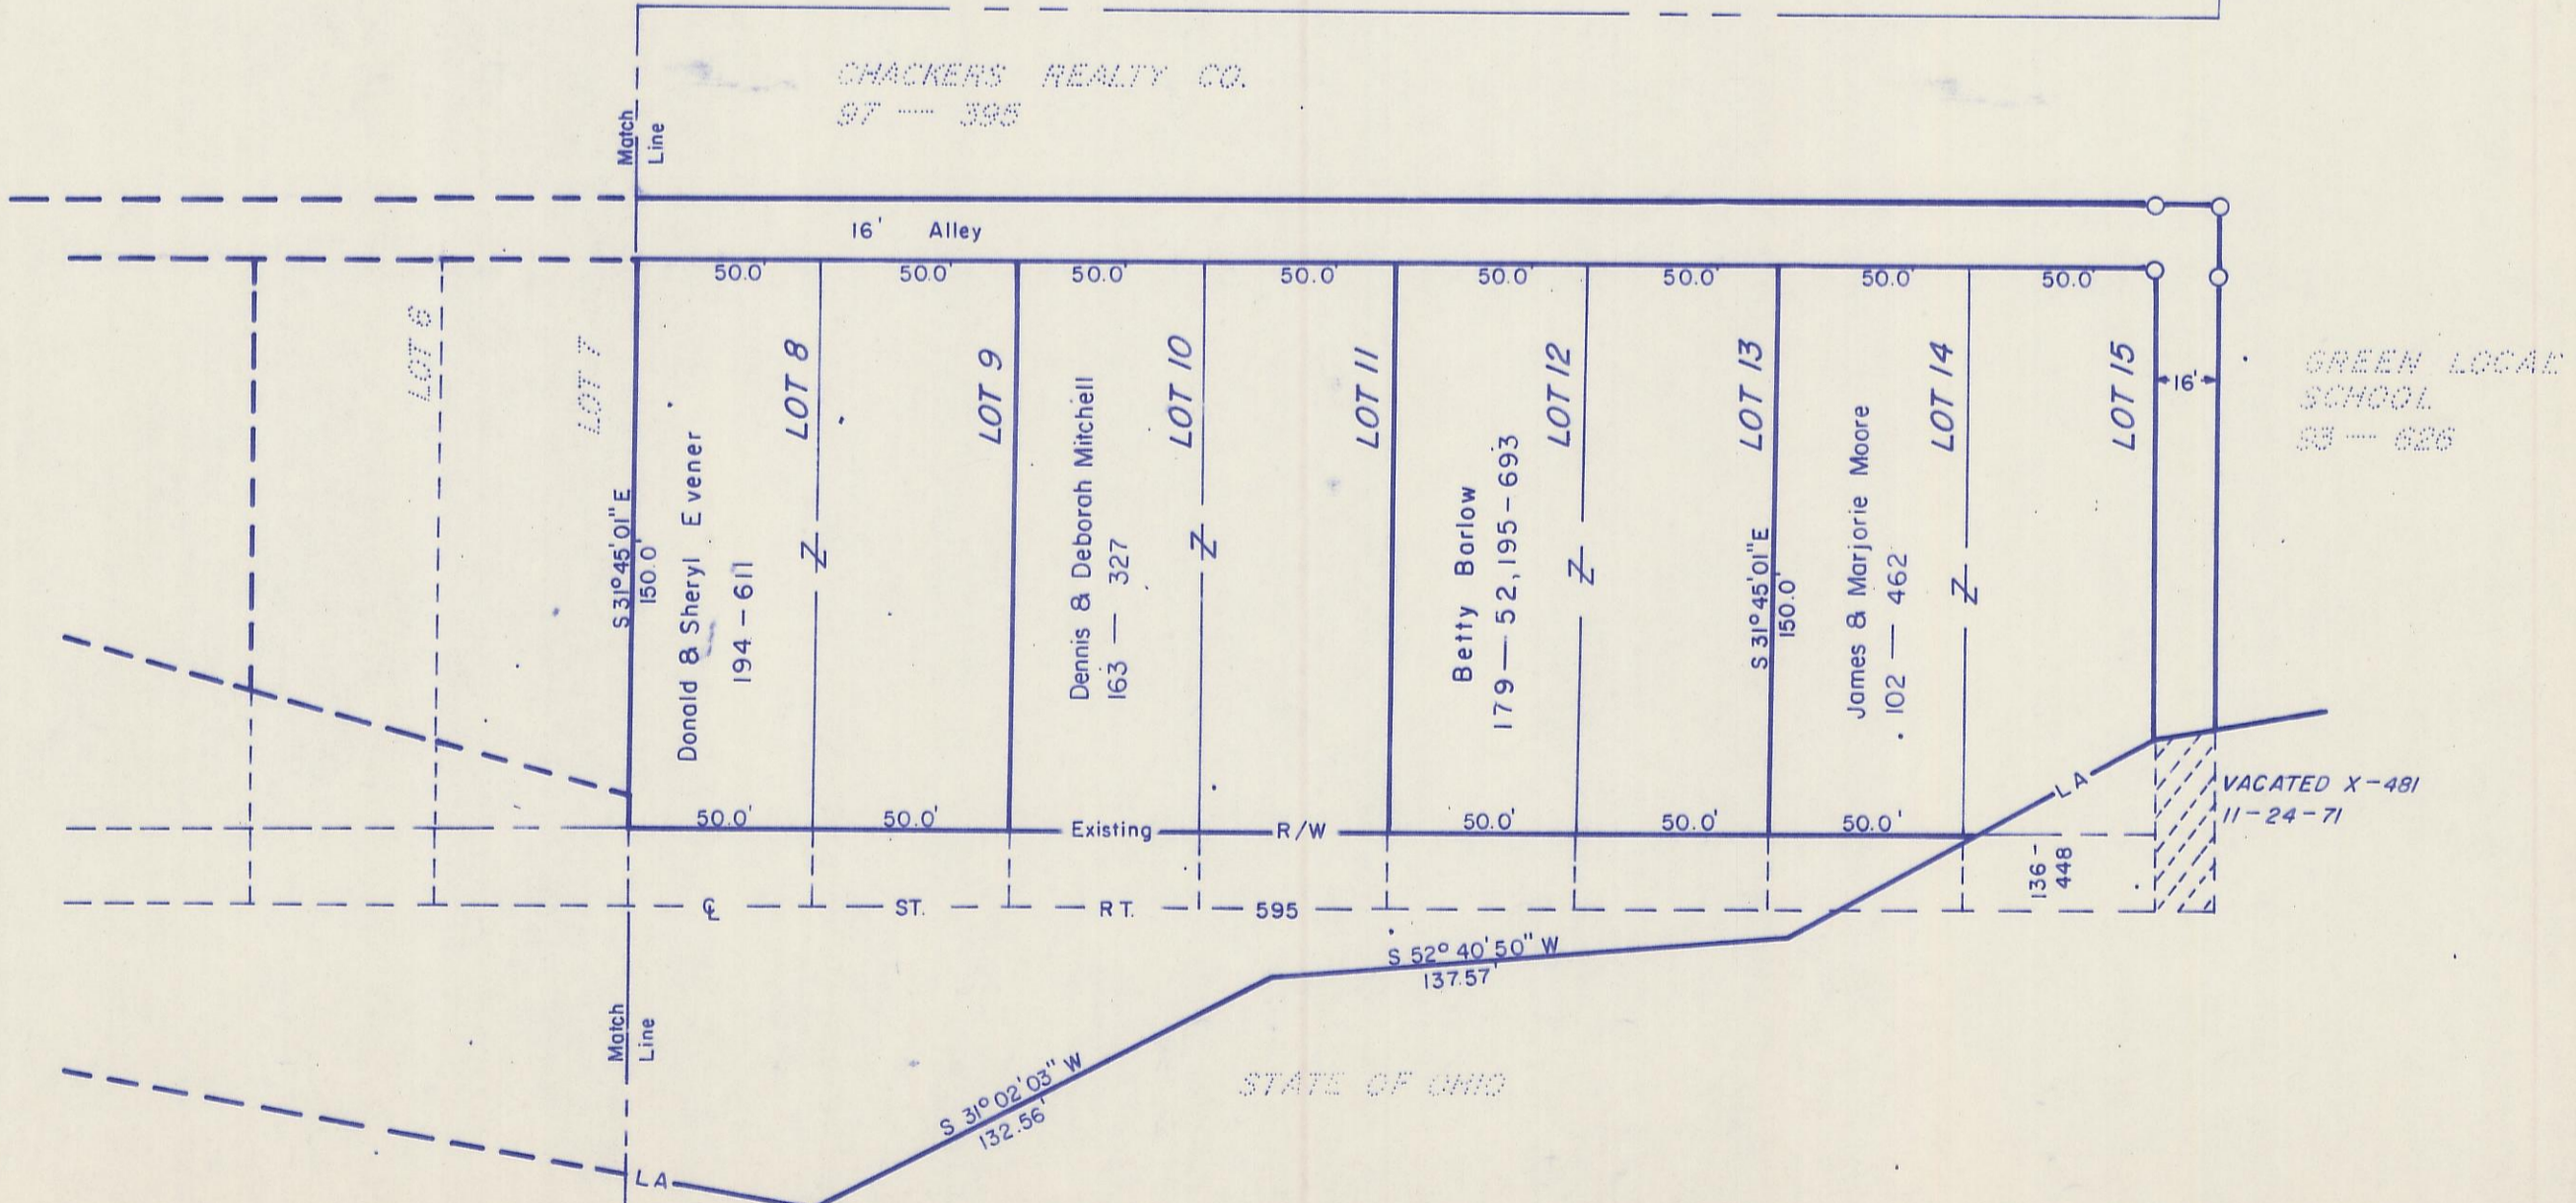 CHACKERS REALTY CO.
97 — 395
Match
Line
16' Alley
50.0' 50.0' 50.0' 50.0' 50.0' 50.0' 50.0' 50.0'
LOT 6
LOT 7
LOT 8
LOT 9
LOT 10
LOT 11
LOT 12
LOT 13
LOT 14
LOT 15
16'
GREEN LOCAL
SCHOOL
93 — 626
S 31° 45' 01" E
150.0'
Donald & Sheryl Evener
194 – 611
Z
Dennis & Deborah Mitchell
163 — 327
Z
Betty Barlow
179 — 52, 195 – 693
Z
S 31° 45' 01" E
150.0'
James & Marjorie Moore
102 — 462
Z
LA
VACATED X-481
11-24-71
50.0' 50.0' Existing R/W 50.0' 50.0' 50.0'
136 -
448
℄ ST. RT. 595
S 52° 40' 50" W
137.57'
Match
Line
S 31° 02' 03" W
132.56'
STATE OF OHIO
LA